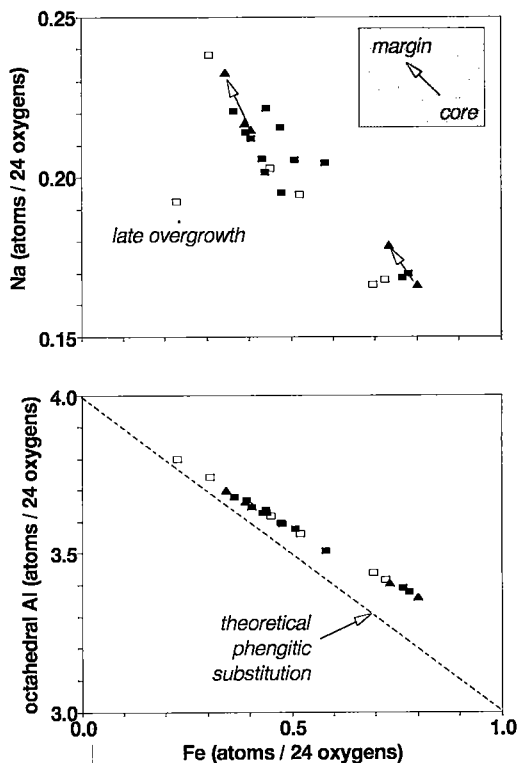 0.25
margin
core
0.20
Na (atoms / 24 oxygens)
late overgrowth
0.15
4.0
octahedral Al (atoms / 24 oxygens)
3.5
theoretical
phengitic
substitution
3.0
0.0
0.5
1.0
Fe (atoms / 24 oxygens)